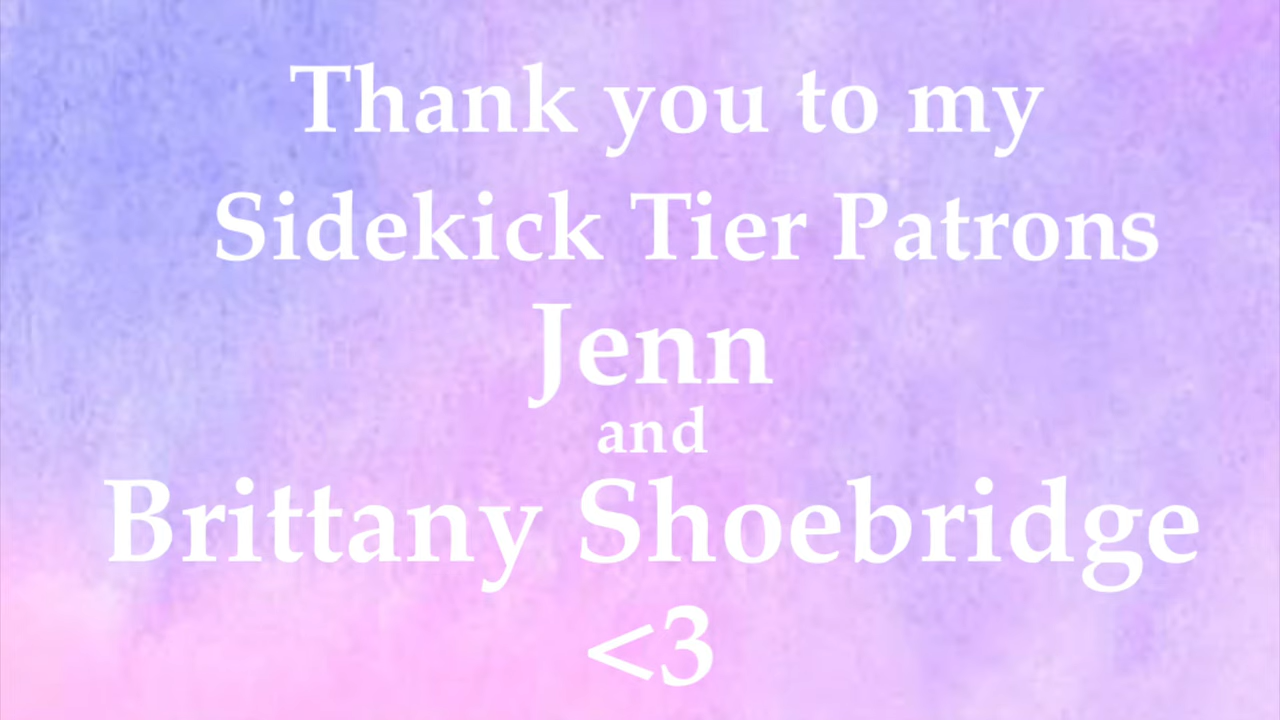 Thank you to my
Sidekick Tier Patrons
Jenn
and
Brittany Shoebridge
<3